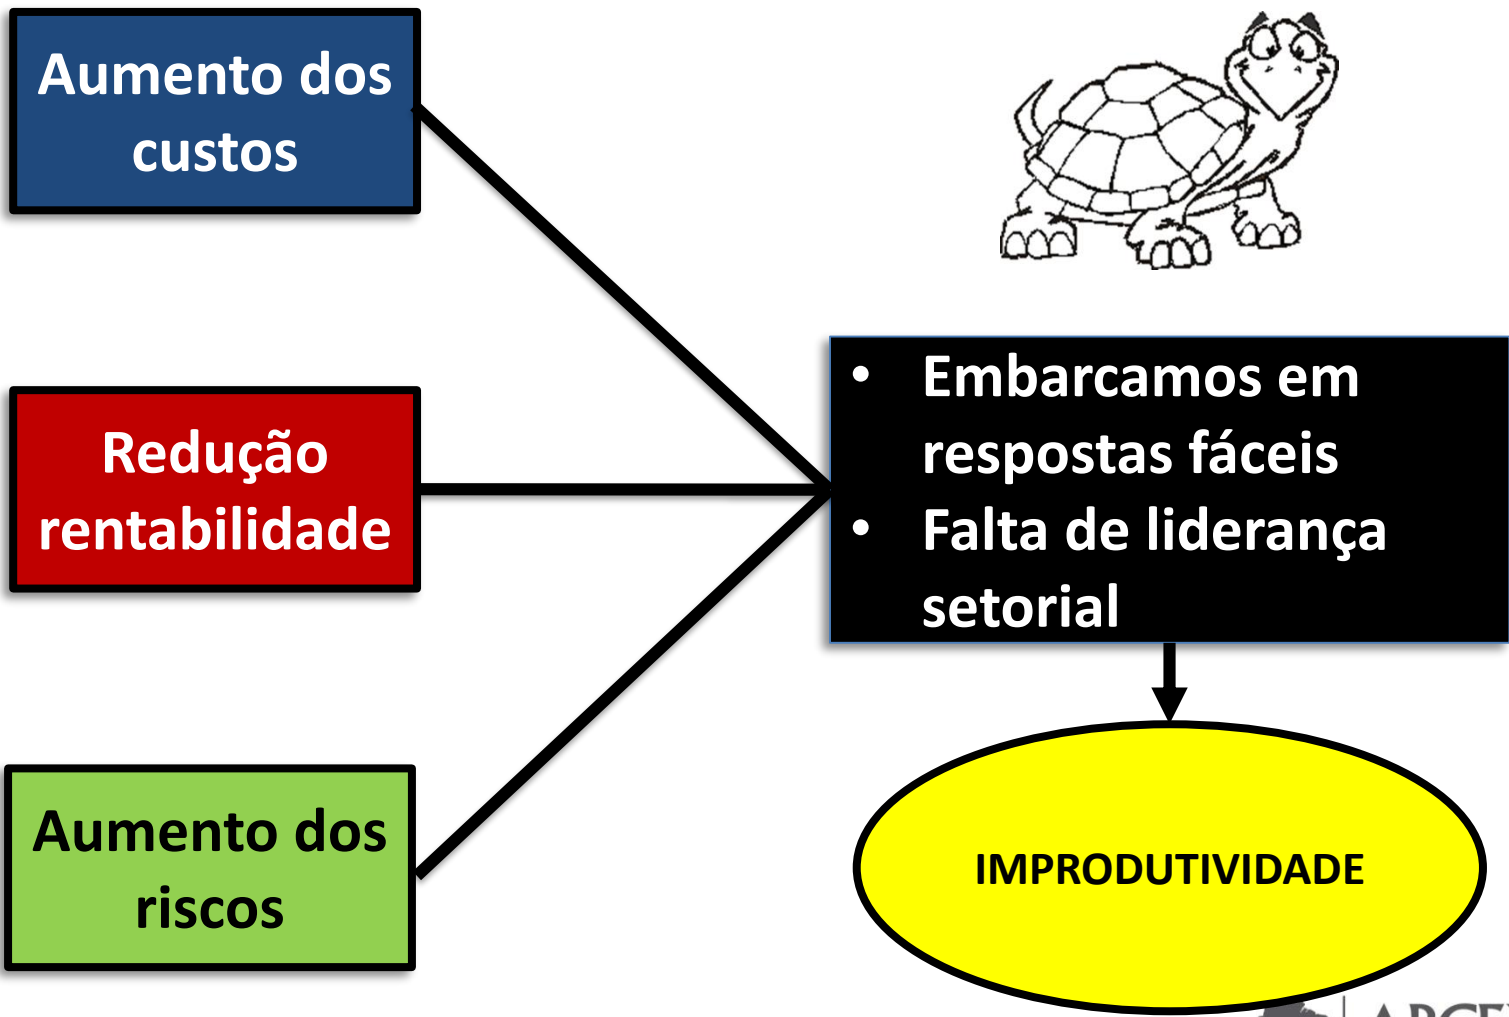 Aumento dos
custos
Redução
rentabilidade
Aumento dos
riscos
• Embarcamos em
respostas fáceis
• Falta de liderança
setorial
IMPRODUTIVIDADE